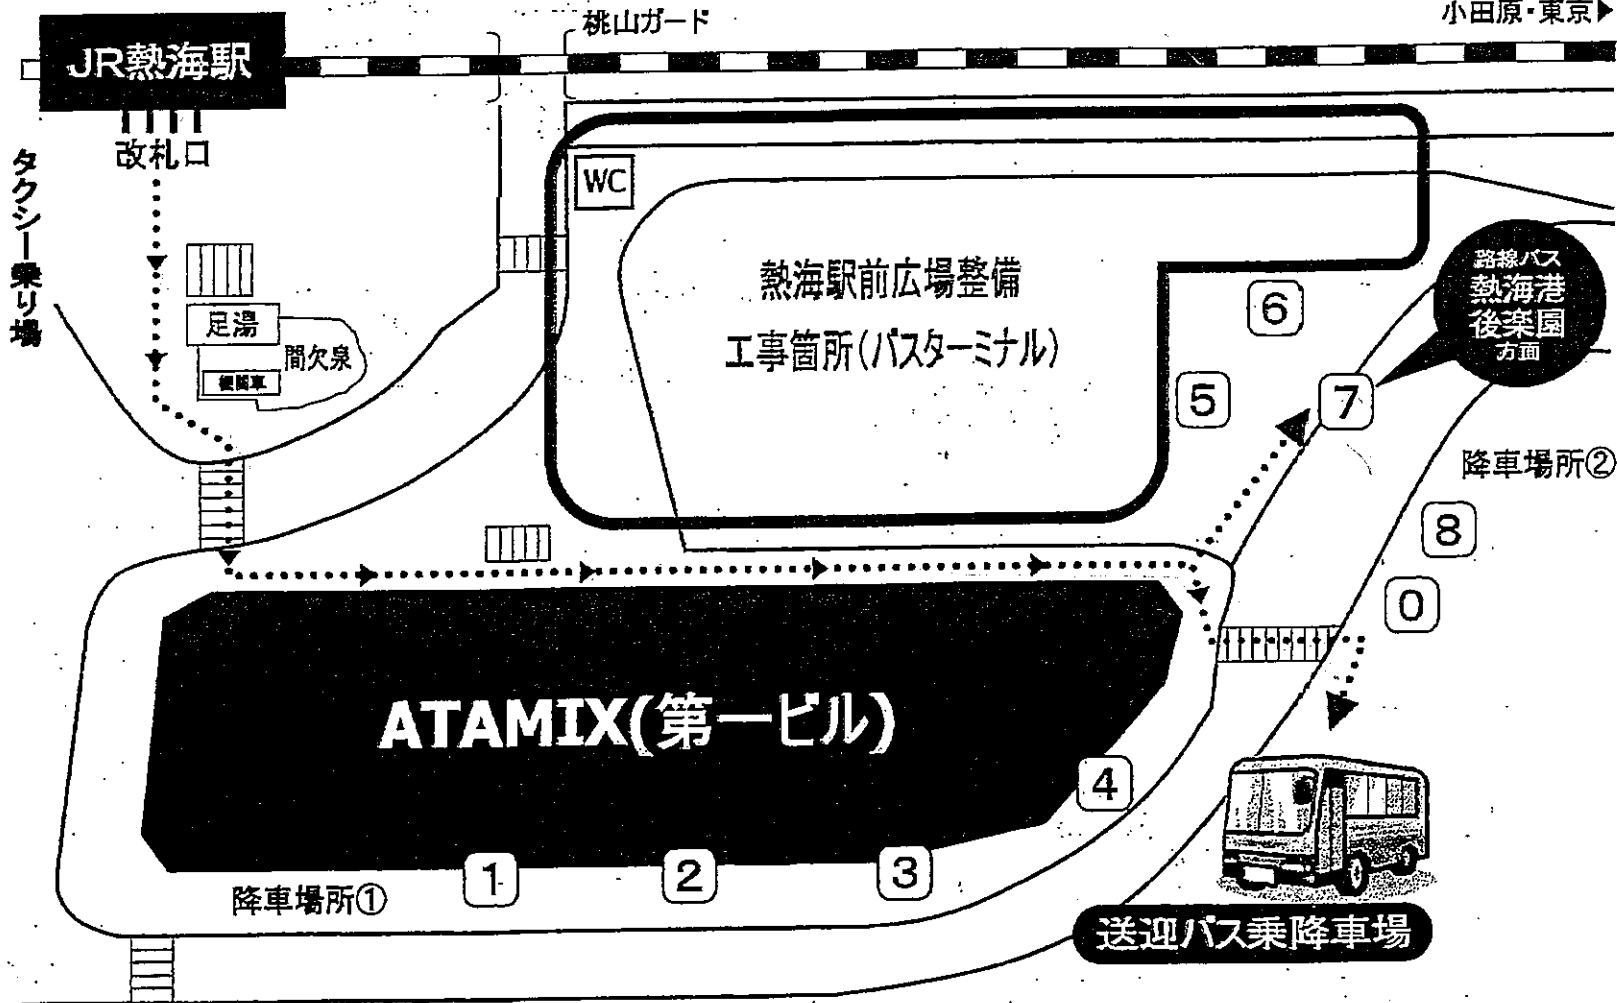 桃山ガード
小田原・東京▶
JR熱海駅
改札口
タクシー乗り場
WC
足湯
間欠泉
機関車
熱海駅前広場整備
工事箇所(バスターミナル)
路線バス
熱海港
後楽園
方面
6
5
7
降車場所②
8
0
ATAMIX(第一ビル)
4
1
2
3
降車場所①
送迎バス乗降車場